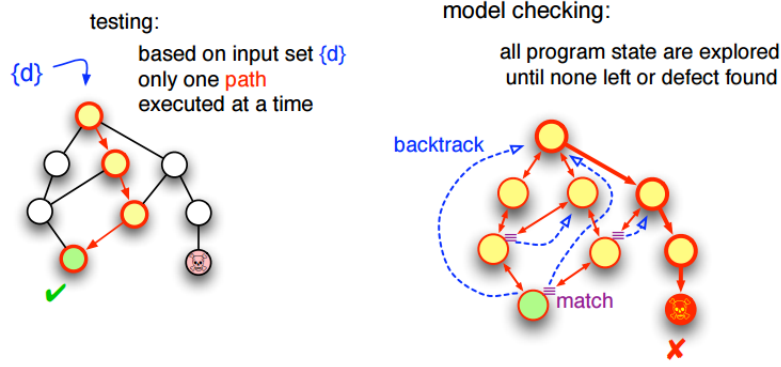 testing:
based on input set {d}
only one path
executed at a time
{d}
model checking:
all program state are explored
until none left or defect found
backtrack
≡
≡
≡match